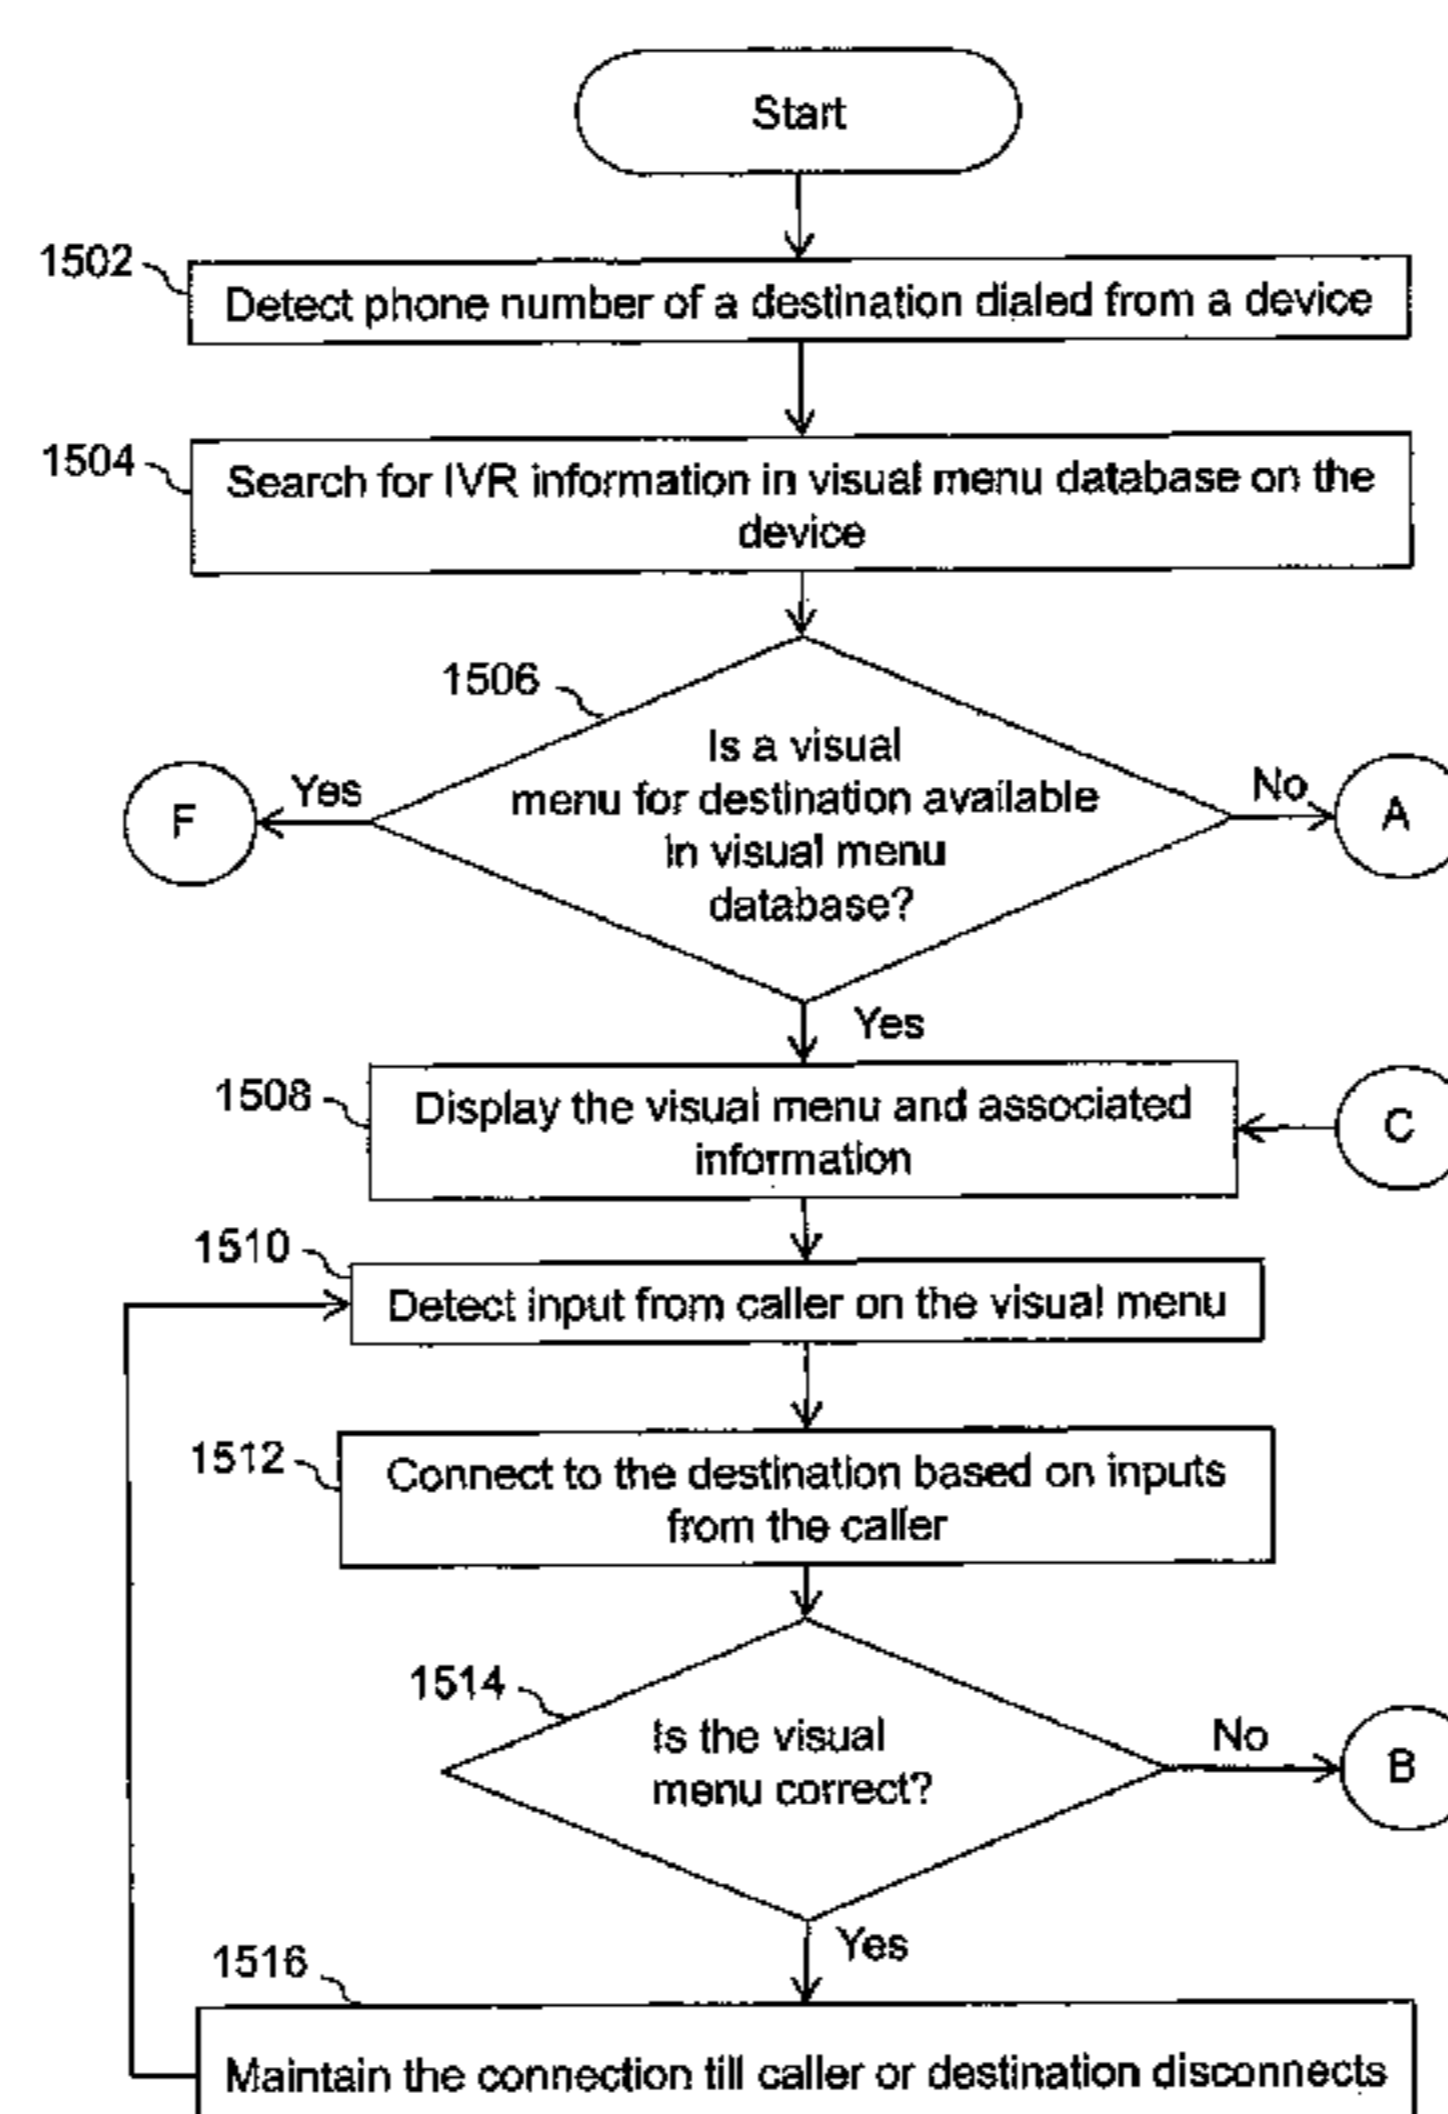 Start
1502
Detect phone number of a destination dialed from a device
1504
Search for IVR information in visual menu database on the
device
1506
Is a visual
menu for destination available
in visual menu
database?
Yes
F
No
A
Yes
1508
Display the visual menu and associated
information
C
1510
Detect input from caller on the visual menu
1512
Connect to the destination based on inputs
from the caller
1514
Is the visual
menu correct?
No
B
Yes
1516
Maintain the connection till caller or destination disconnects